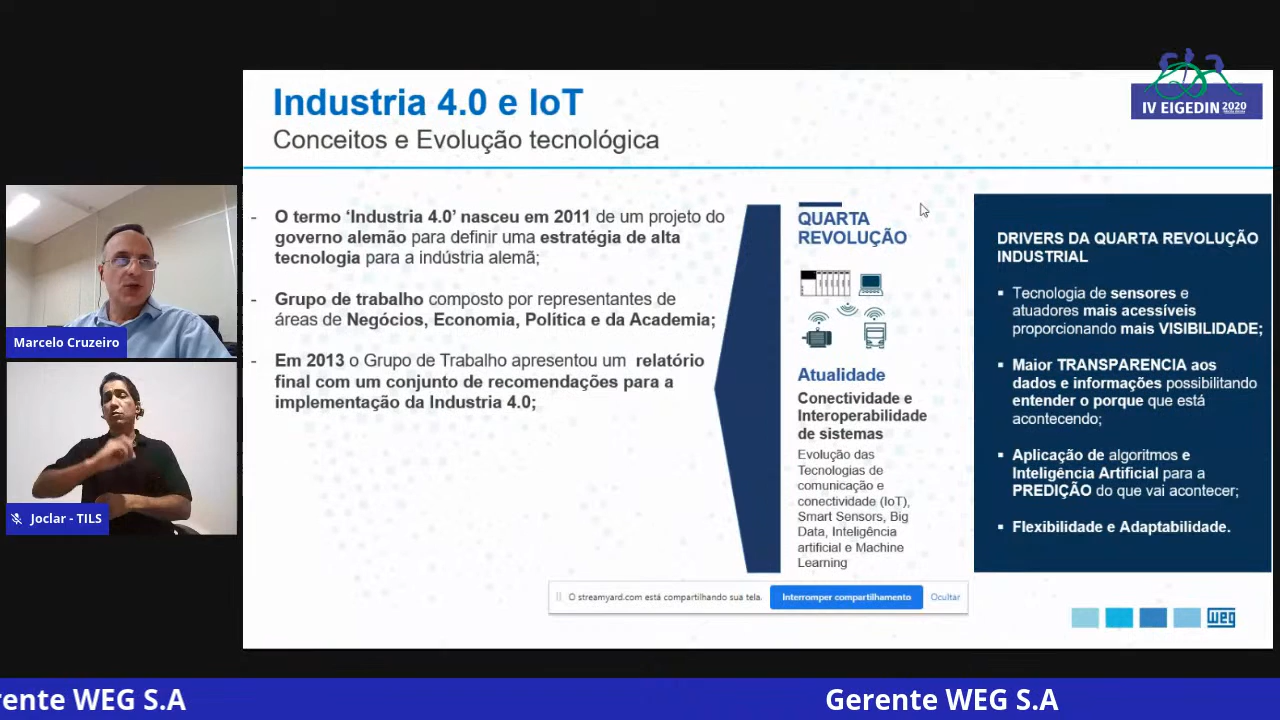 Industria 4.0 e IoT
Conceitos e Evolução tecnológica
IV EIGEDIN 2020
- O termo ‘Industria 4.0’ nasceu em 2011 de um projeto do
governo alemão para definir uma estratégia de alta
tecnologia para a indústria alemã;
- Grupo de trabalho composto por representantes de
áreas de Negócios, Economia, Política e da Academia;
- Em 2013 o Grupo de Trabalho apresentou um relatório
final com um conjunto de recomendações para a
implementação da Industria 4.0;
QUARTA
REVOLUÇÃO
Atualidade
Conectividade e
Interoperabilidade
de sistemas
Evolução das
Tecnologias de
comunicação e
conectividade (IoT),
Smart Sensors, Big
Data, Inteligência
artificial e Machine
Learning
DRIVERS DA QUARTA REVOLUÇÃO
INDUSTRIAL
▪ Tecnologia de sensores e
atuadores mais acessíveis
proporcionando mais VISIBILIDADE;
▪ Maior TRANSPARENCIA aos
dados e informações possibilitando
entender o porque que está
acontecendo;
▪ Aplicação de algoritmos e
Inteligência Artificial para a
PREDIÇÃO do que vai acontecer;
▪ Flexibilidade e Adaptabilidade.
Marcelo Cruzeiro
Joclar - TILS
O streamyard.com está compartilhando sua tela.
Interromper compartilhamento
Ocultar
weg
rente WEG S.A
Gerente WEG S.A